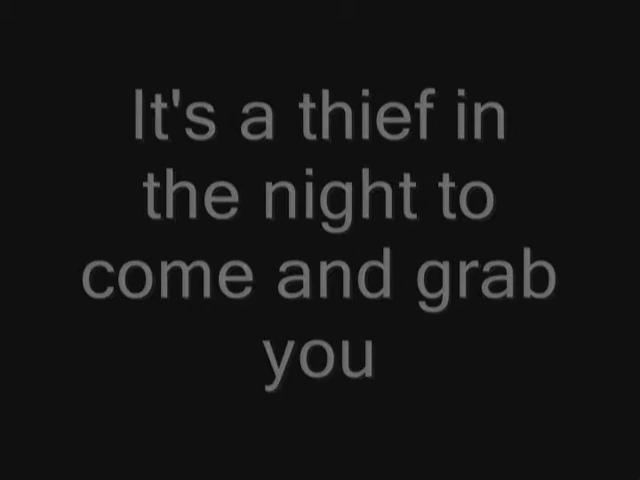 It's a thief in
the night to
come and grab
you